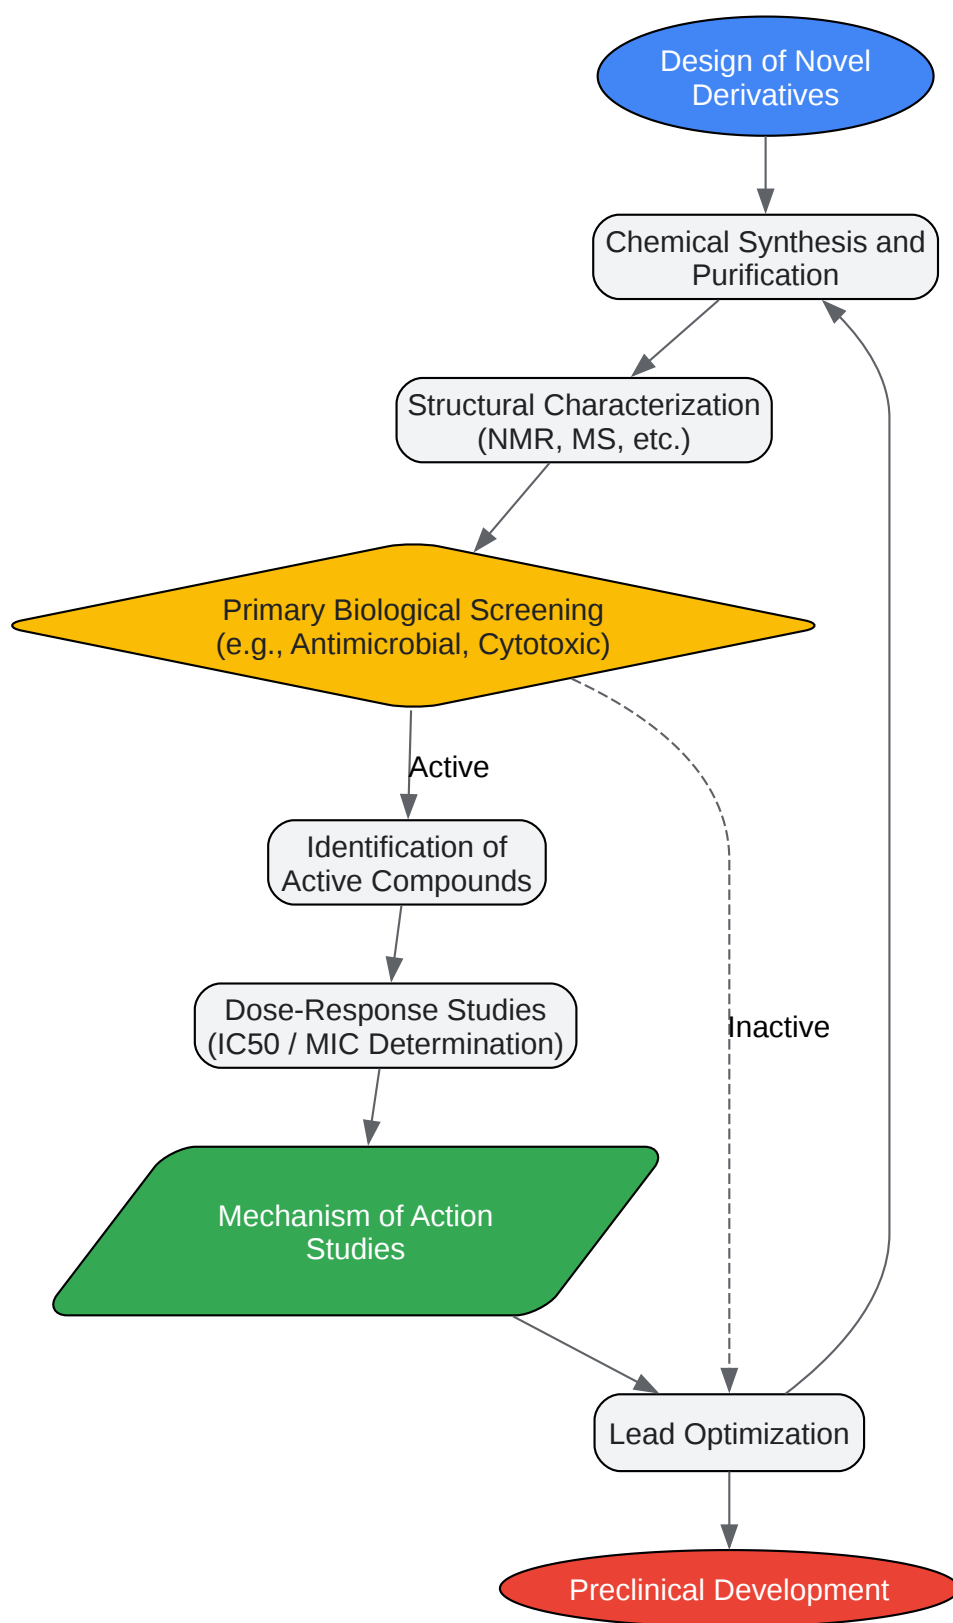 Design of Novel
Derivatives
Chemical Synthesis and
Purification
Structural Characterization
(NMR, MS, etc.)
Primary Biological Screening
(e.g., Antimicrobial, Cytotoxic)
Active
Identification of
Active Compounds
Dose-Response Studies
(IC50 / MIC Determination)
Inactive
Mechanism of Action
Studies
Lead Optimization
Preclinical Development